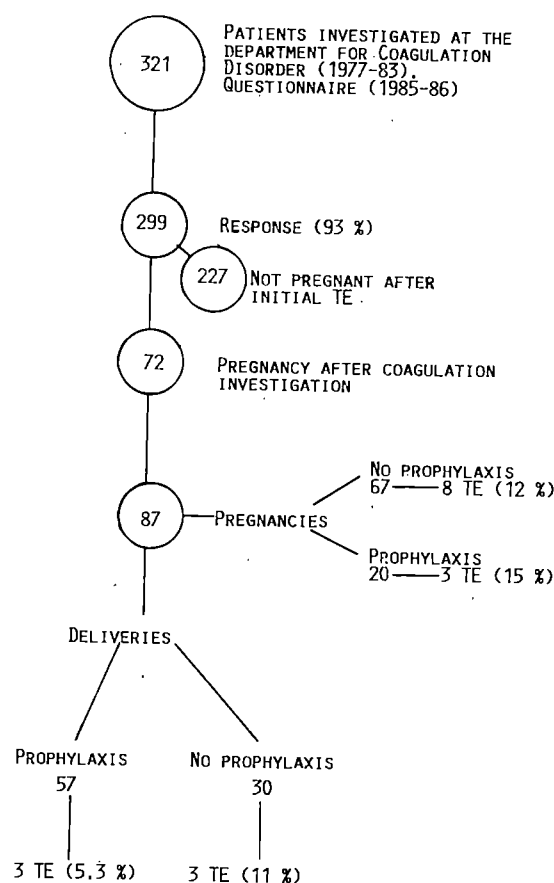 321
PATIENTS INVESTIGATED AT THE
DEPARTMENT FOR COAGULATION
DISORDER (1977-83).
QUESTIONNAIRE (1985-86)
299
RESPONSE (93 %)
227
NOT PREGNANT AFTER
INITIAL TE
72
PREGNANCY AFTER COAGULATION
INVESTIGATION
87
PREGNANCIES
NO PROPHYLAXIS
67 — 8 TE (12 %)
PROPHYLAXIS
20 — 3 TE (15 %)
DELIVERIES
PROPHYLAXIS
57
NO PROPHYLAXIS
30
3 TE (5.3 %)
3 TE (11 %)